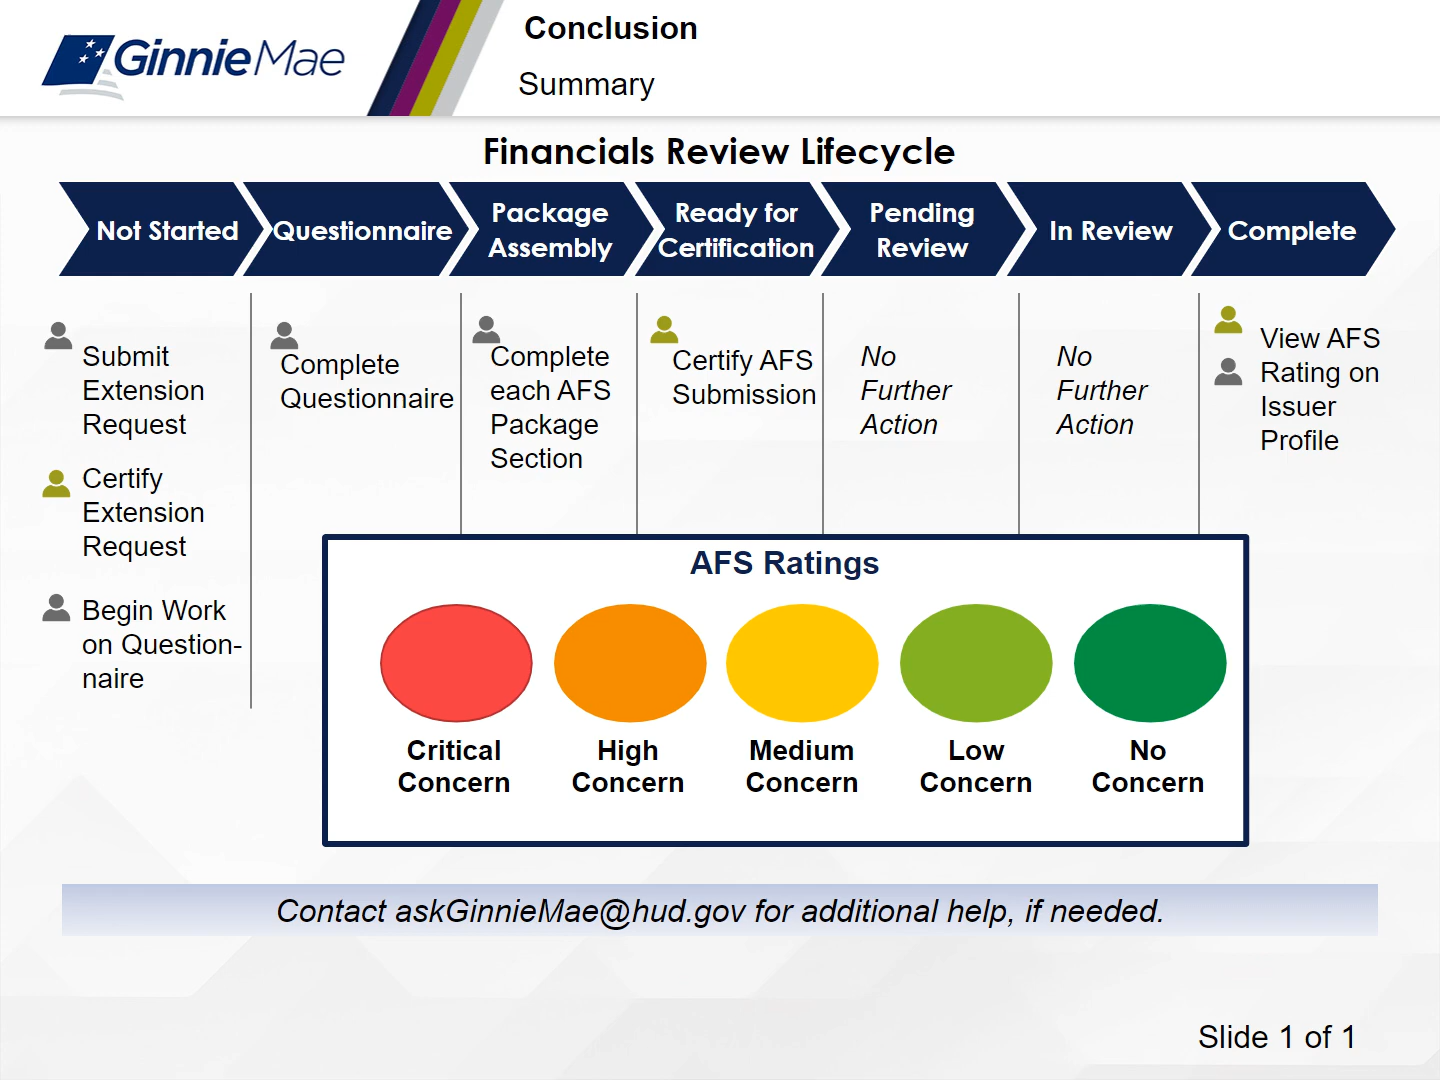 GinnieMae
Conclusion
Summary
Financials Review Lifecycle
Not Started
Questionnaire
Package
Assembly
Ready for
Certification
Pending
Review
In Review
Complete
Submit
Extension
Request
Certify
Extension
Request
Begin Work
on Question-
naire
Complete
Questionnaire
Complete
each AFS
Package
Section
Certify AFS
Submission
No
Further
Action
No
Further
Action
View AFS
Rating on
Issuer
Profile
AFS Ratings
Critical
Concern
High
Concern
Medium
Concern
Low
Concern
No
Concern
Contact askGinnieMae@hud.gov for additional help, if needed.
Slide 1 of 1